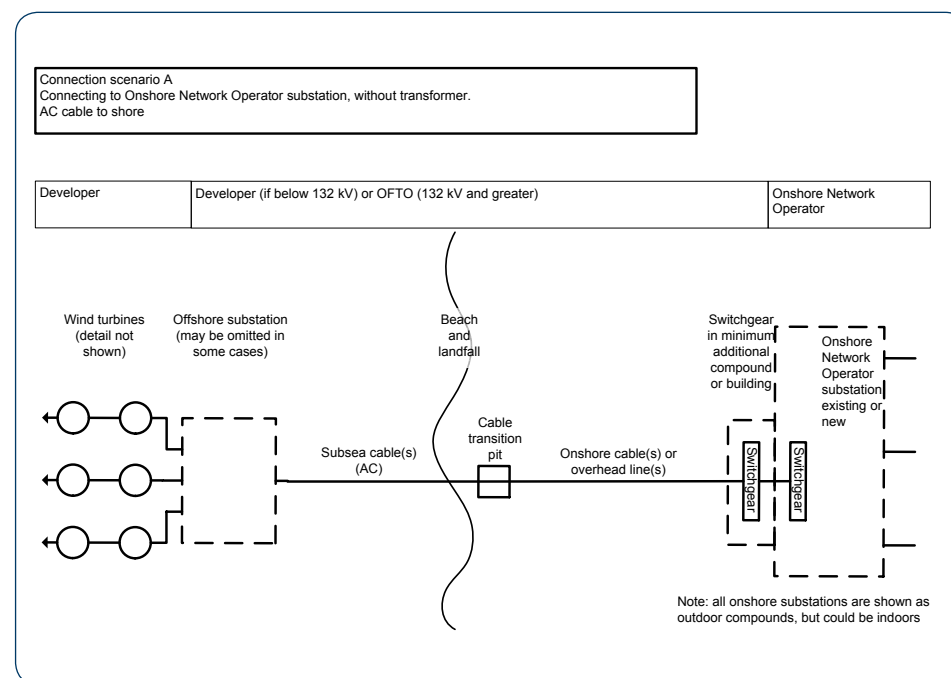 Connection scenario A
Connecting to Onshore Network Operator substation, without transformer.
AC cable to shore
Developer
Developer (if below 132 kV) or OFTO (132 kV and greater)
Onshore Network
Operator
Wind turbines
(detail not
shown)
Offshore substation
(may be omitted in
some cases)
Beach
and
landfall
Switchgear
in minimum
additional
compound
or building
Onshore
Network
Operator
substation
existing or
new
Subsea cable(s)
(AC)
Cable
transition
pit
Onshore cable(s) or
overhead line(s)
Switchgear
Switchgear
Note: all onshore substations are shown as
outdoor compounds, but could be indoors